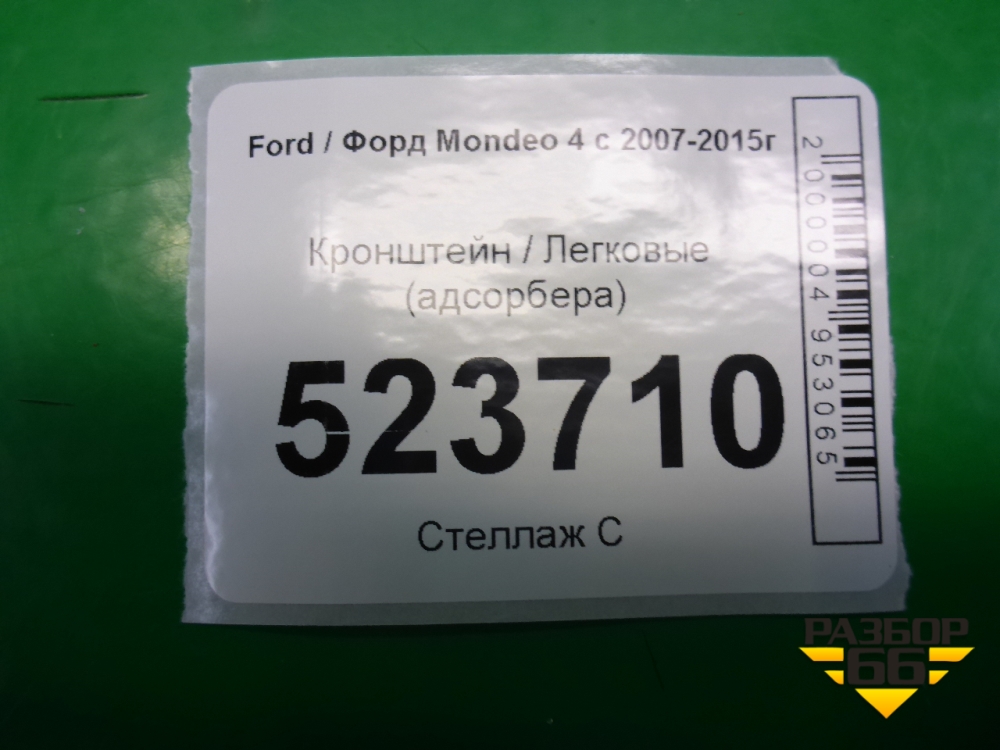 Ford / Форд Mondeo 4 с 2007-2015г
Кронштейн / Легковые
(адсорбера)
523710
Стеллаж С
2000004953065
РАЗБОР
66